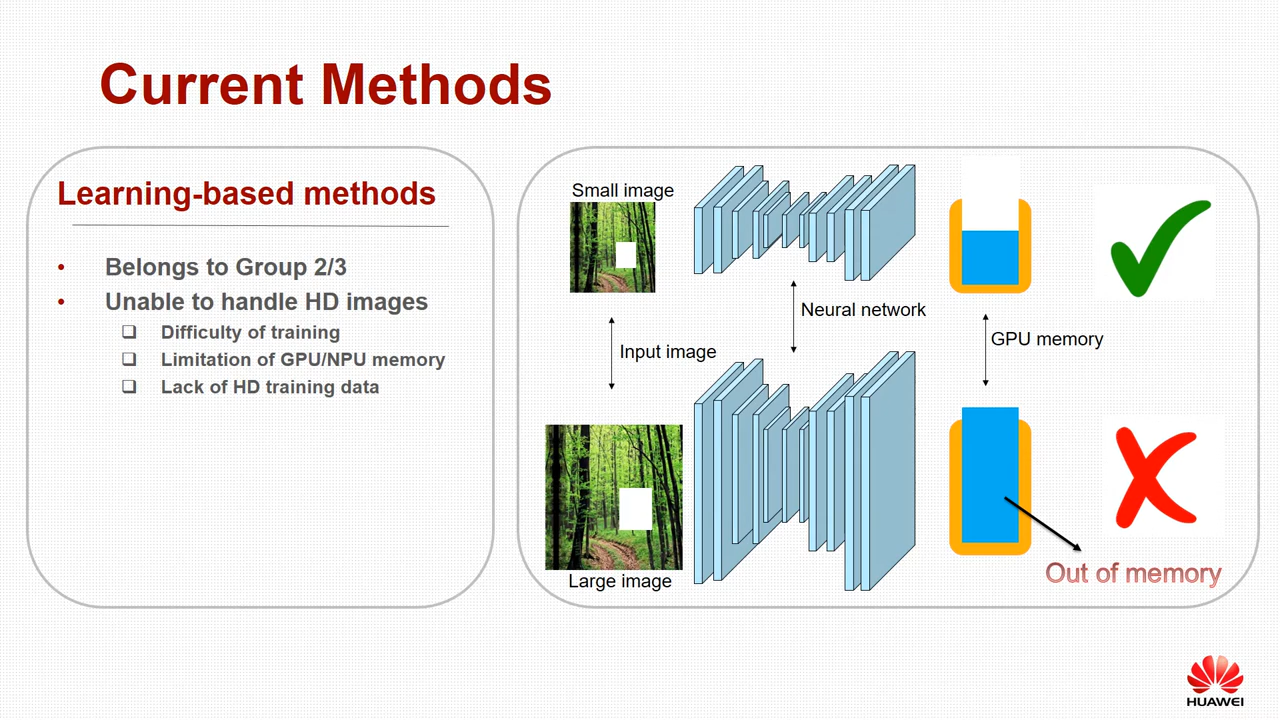 Current Methods
Learning-based methods
• Belongs to Group 2/3
• Unable to handle HD images
❑ Difficulty of training
❑ Limitation of GPU/NPU memory
❑ Lack of HD training data
Small image
Input image
Large image
Neural network
GPU memory
Out of memory
HUAWEI